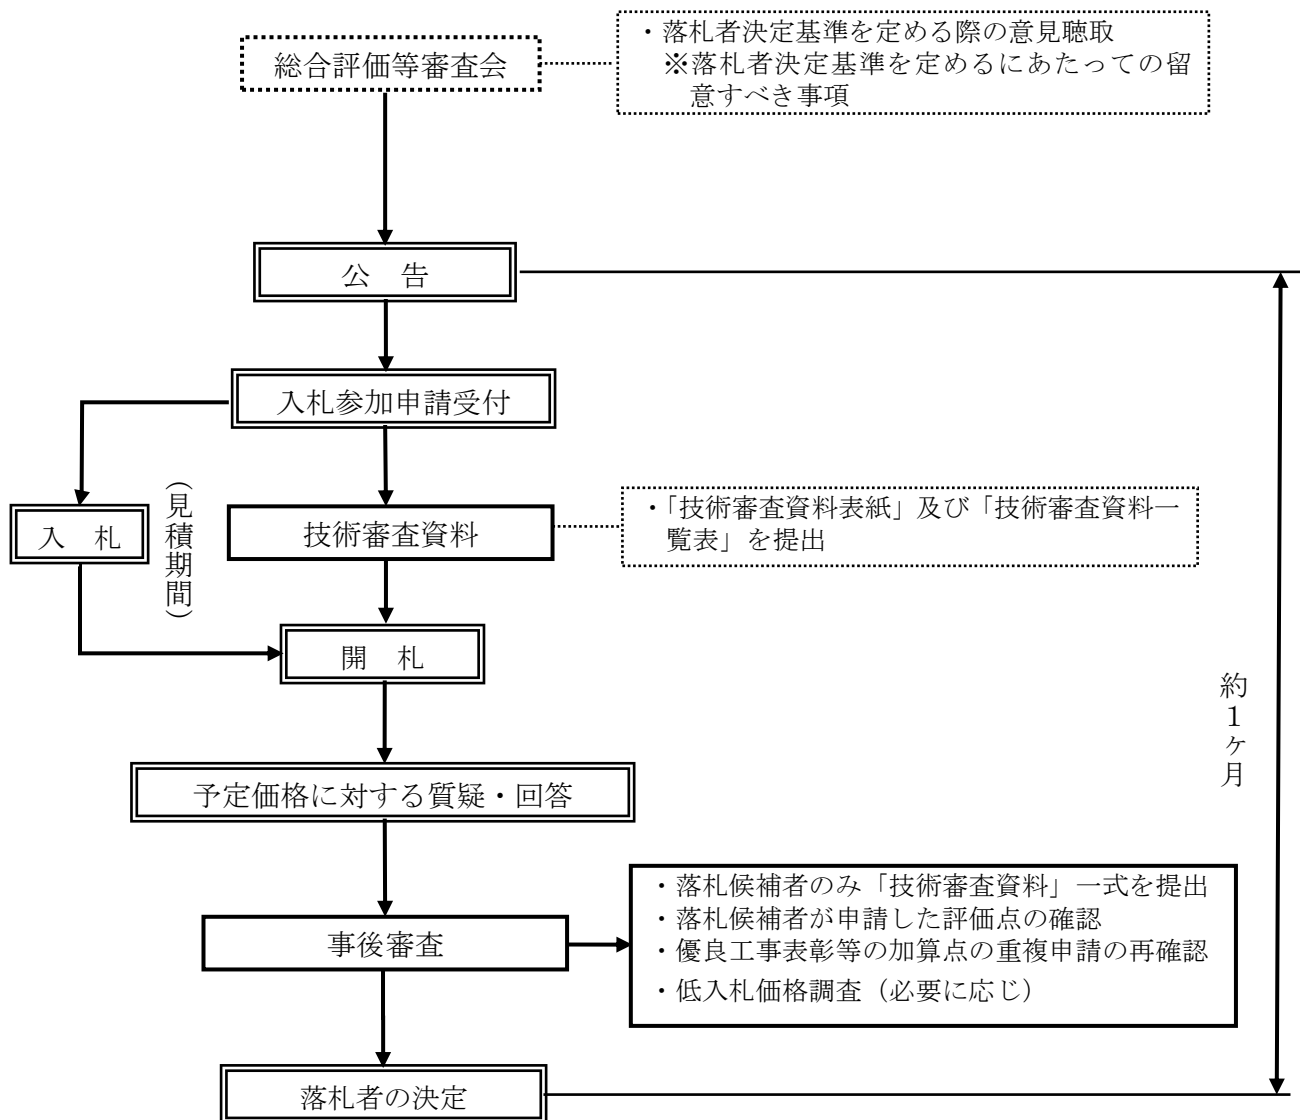 総合評価等審査会
・落札者決定基準を定める際の意見聴取
※落札者決定基準を定めるにあたっての留
意すべき事項
公　告
入札参加申請受付
入　札
（見積期間）
技術審査資料
・「技術審査資料表紙」及び「技術審査資料一
覧表」を提出
開　札
予定価格に対する質疑・回答
約１ヶ月
事後審査
・落札候補者のみ「技術審査資料」一式を提出
・落札候補者が申請した評価点の確認
・優良工事表彰等の加算点の重複申請の再確認
・低入札価格調査（必要に応じ）
落札者の決定